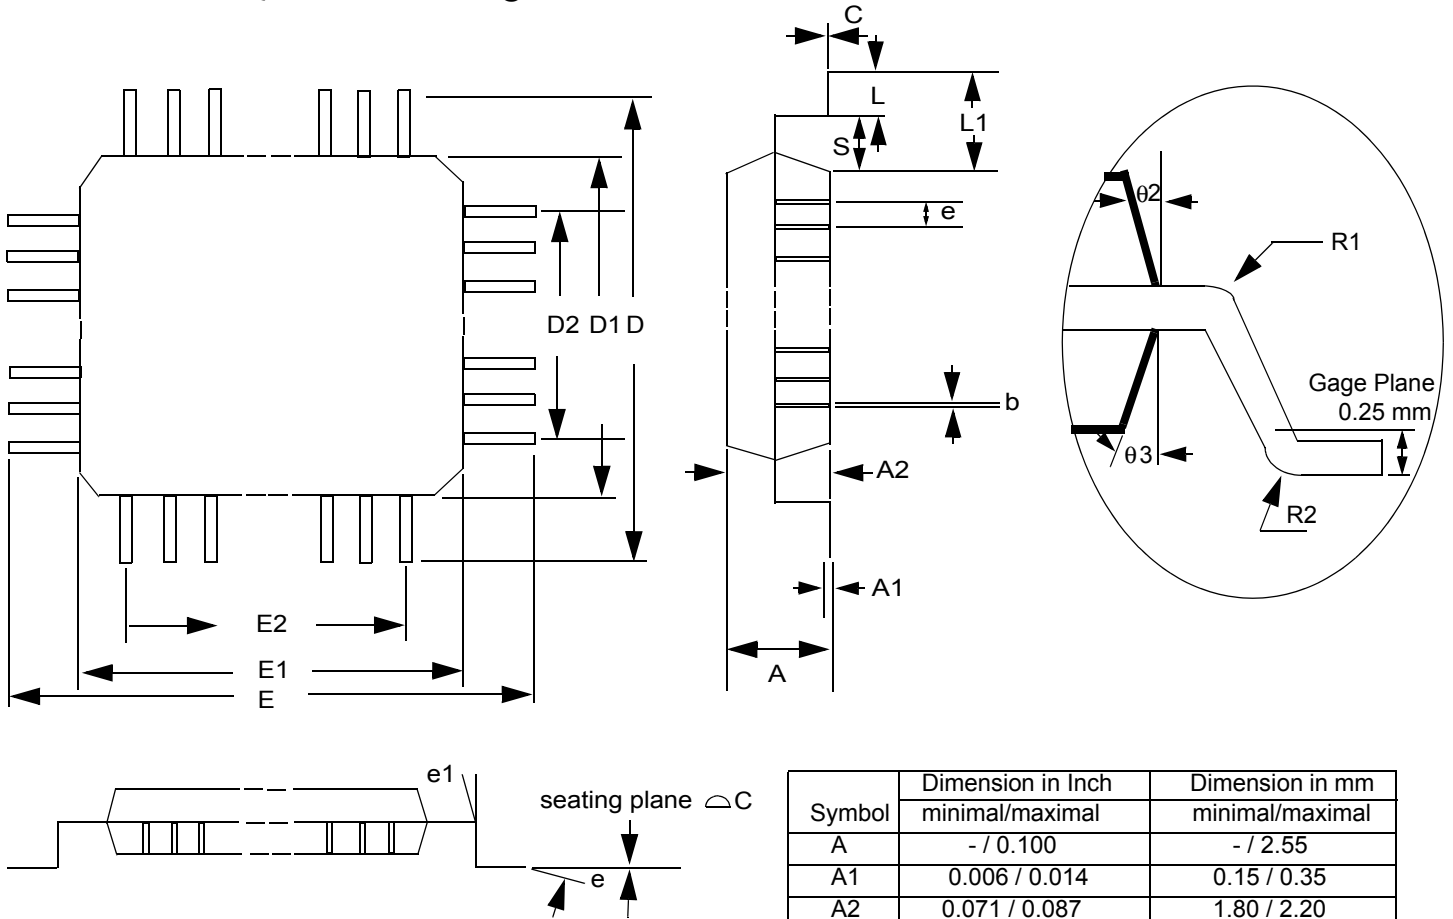 C
L
L1
S
e
θ2
R1
D2 D1 D
Gage Plane
0.25 mm
b
θ3
A2
R2
A1
E2
E1
A
E
e1
seating plane ⌓C
e
Dimension in Inch Dimension in mm
Symbol minimal/maximal minimal/maximal
A - / 0.100 - / 2.55
A1 0.006 / 0.014 0.15 / 0.35
A2 0.071 / 0.087 1.80 / 2.20